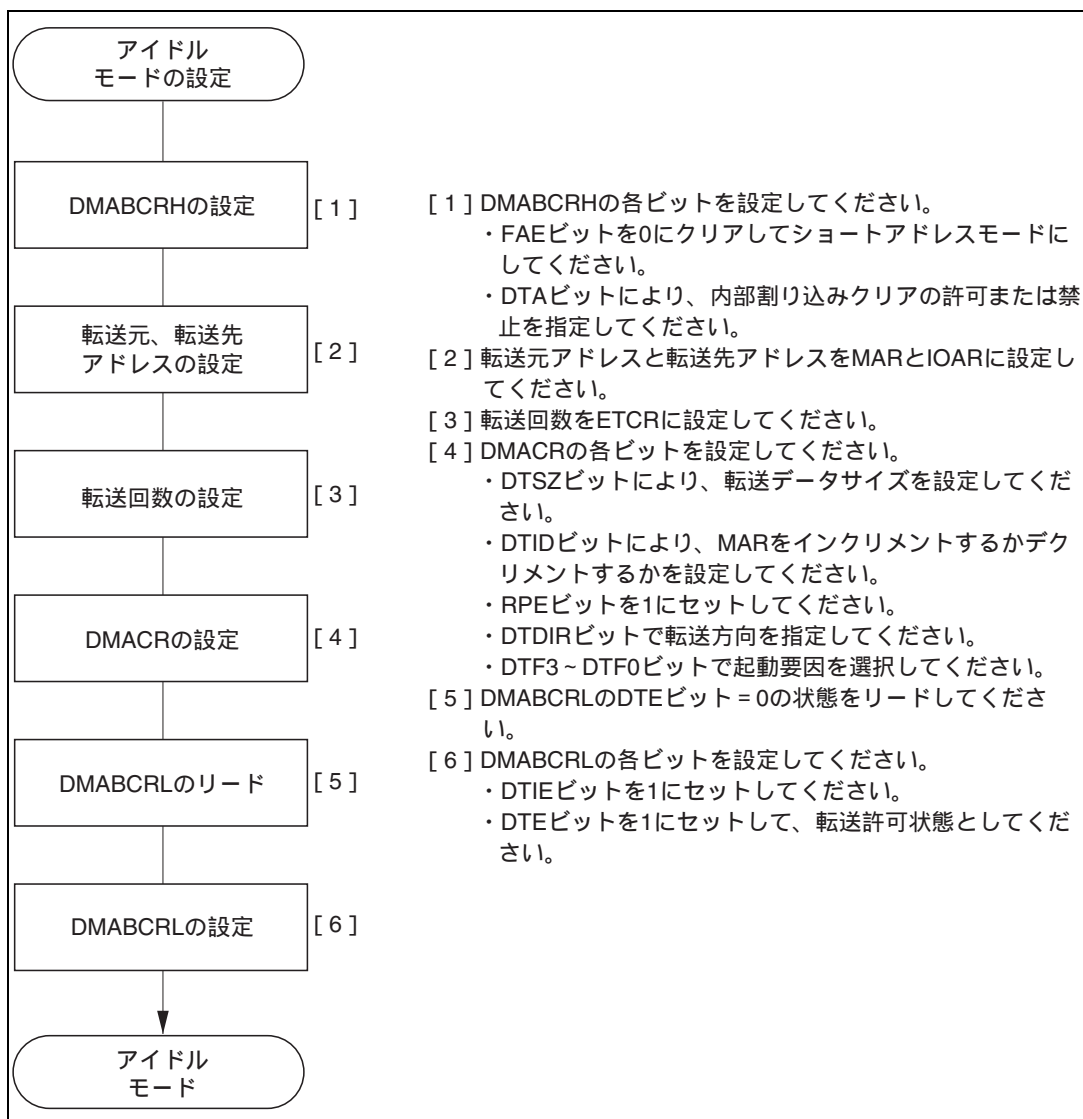 アイドル
モードの設定
DMABCRHの設定
[1]
転送元、転送先
アドレスの設定
[2]
転送回数の設定
[3]
DMACRの設定
[4]
DMABCRLのリード
[5]
DMABCRLの設定
[6]
アイドル
モード
[1] DMABCRHの各ビットを設定してください。
・FAEビットを0にクリアしてショートアドレスモードに
してください。
・DTAビットにより、内部割り込みクリアの許可または禁
止を指定してください。
[2] 転送元アドレスと転送先アドレスをMARとIOARに設定し
てください。
[3] 転送回数をETCRに設定してください。
[4] DMACRの各ビットを設定してください。
・DTSZビットにより、転送データサイズを設定してくだ
さい。
・DTIDビットにより、MARをインクリメントするかデク
リメントするかを設定してください。
・RPEビットを1にセットしてください。
・DTDIRビットで転送方向を指定してください。
・DTF3~DTF0ビットで起動要因を選択してください。
[5] DMABCRLのDTEビット=0の状態をリードしてくださ
い。
[6] DMABCRLの各ビットを設定してください。
・DTIEビットを1にセットしてください。
・DTEビットを1にセットして、転送許可状態としてくだ
さい。